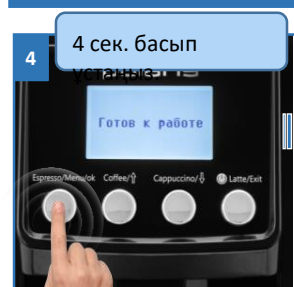 4 сек. басып
ұстаңыз
4
Готов к работе
Espresso/Menu/ok Coffee/⇧ Cappuccino/⇩ Latte/Exit